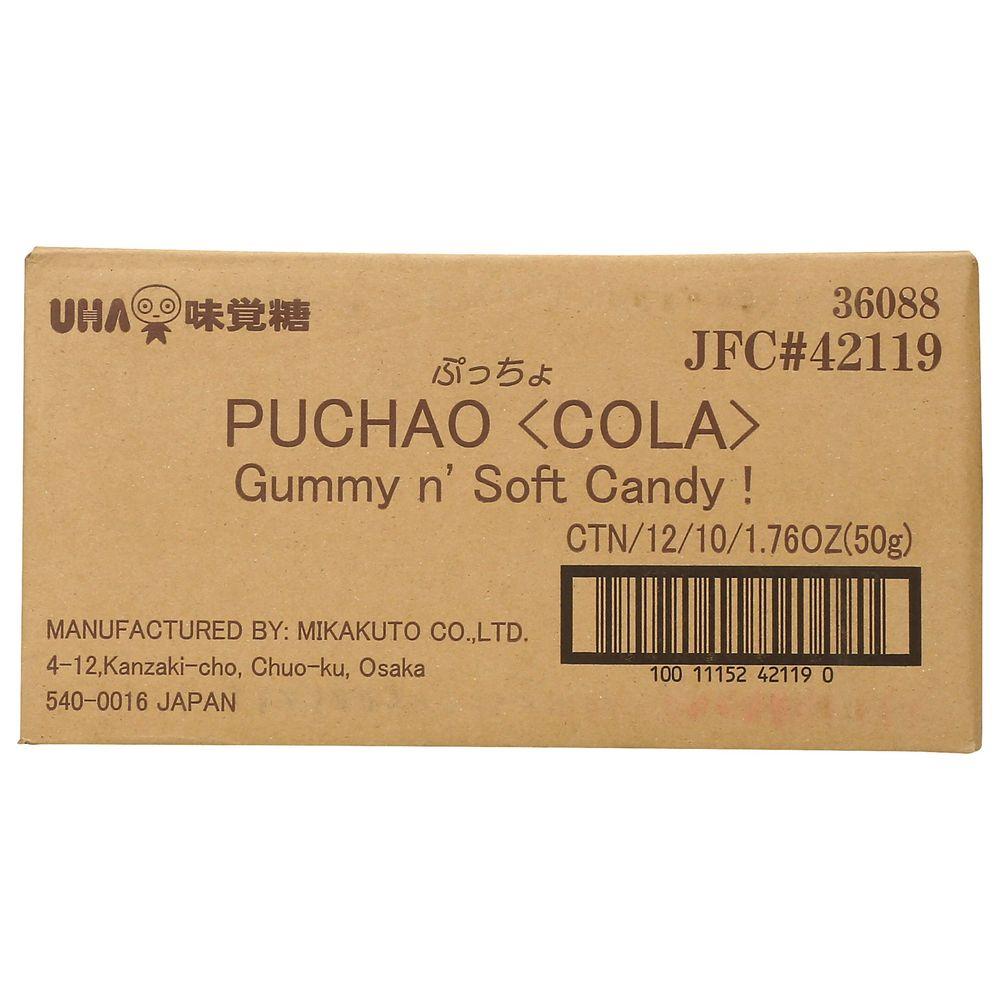 UHA味覚糖
36088
JFC#42119
ぷっちょ
PUCHAO <COLA>
Gummy n' Soft Candy !
CTN/12/10/1.76OZ(50g)
MANUFACTURED BY: MIKAKUTO CO.,LTD.
4-12,Kanzaki-cho, Chuo-ku, Osaka
540-0016 JAPAN
100 11152 42119 0